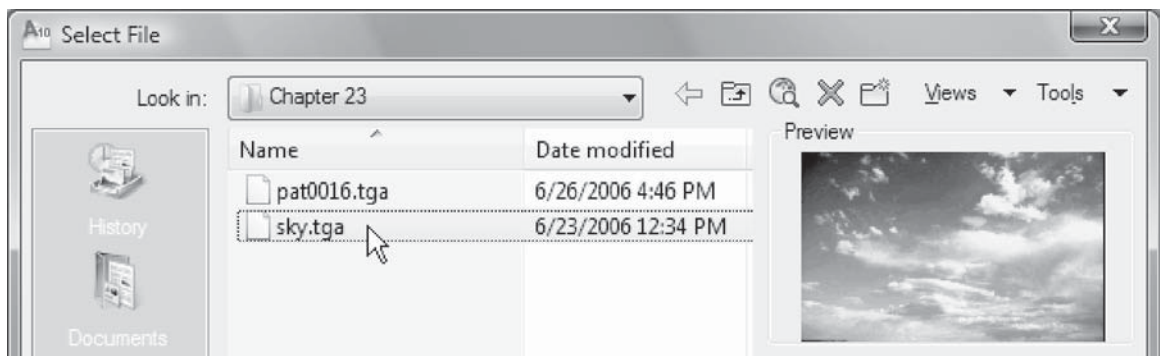 A10 Select File X
Look in: Chapter 23 Views Tools
Preview
Name Date modified
pat0016.tga 6/26/2006 4:46 PM
sky.tga 6/23/2006 12:34 PM
History
Documents